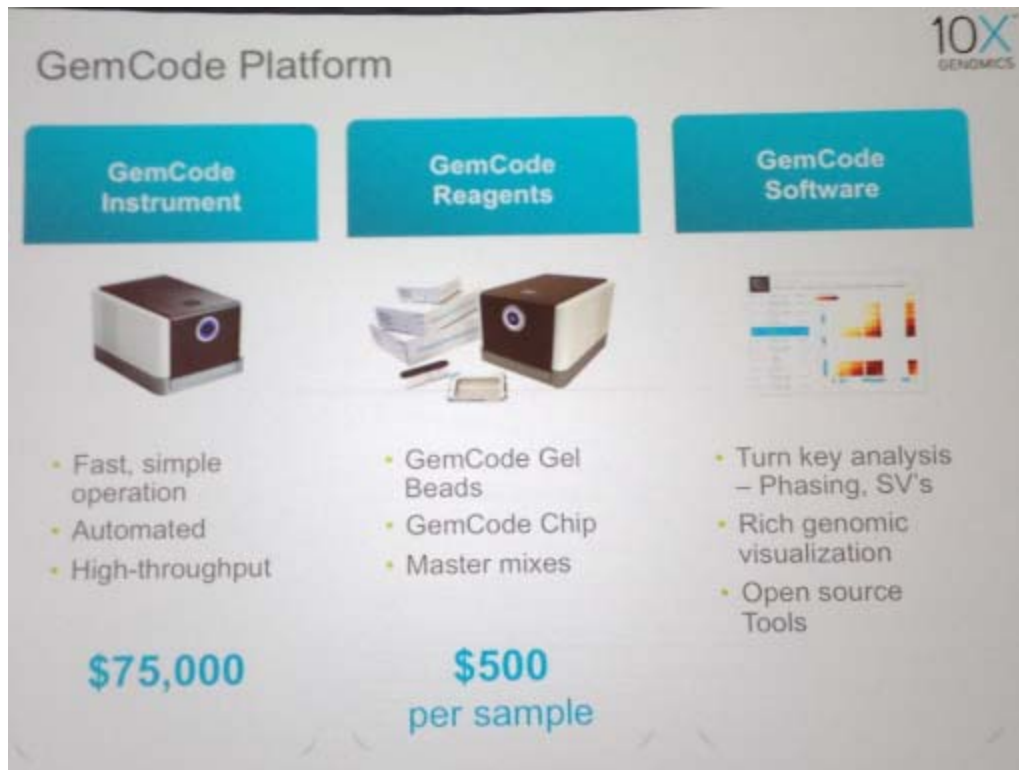 GemCode Platform
10X
GENOMICS
GemCode
Instrument
GemCode
Reagents
GemCode
Software
• Fast, simple
operation
• Automated
• High-throughput
$75,000
• GemCode Gel
Beads
• GemCode Chip
• Master mixes
$500
per sample
• Turn key analysis
– Phasing, SV's
• Rich genomic
visualization
• Open source
Tools